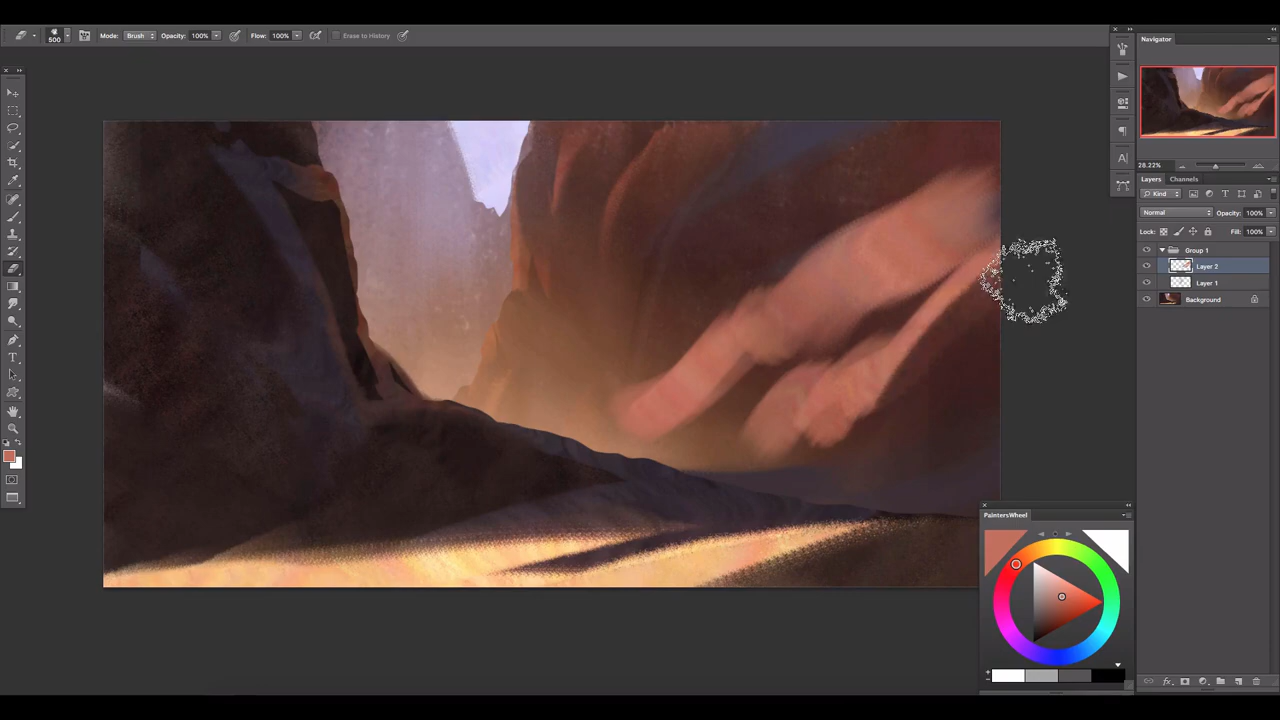 500
Mode: Brush
Opacity: 100%
Flow: 100%
Erase to History
Navigator
28.22%
Layers Channels
Kind
Normal
Opacity: 100%
Lock:
Fill: 100%
Group 1
Layer 2
Layer 1
Background
PaintersWheel